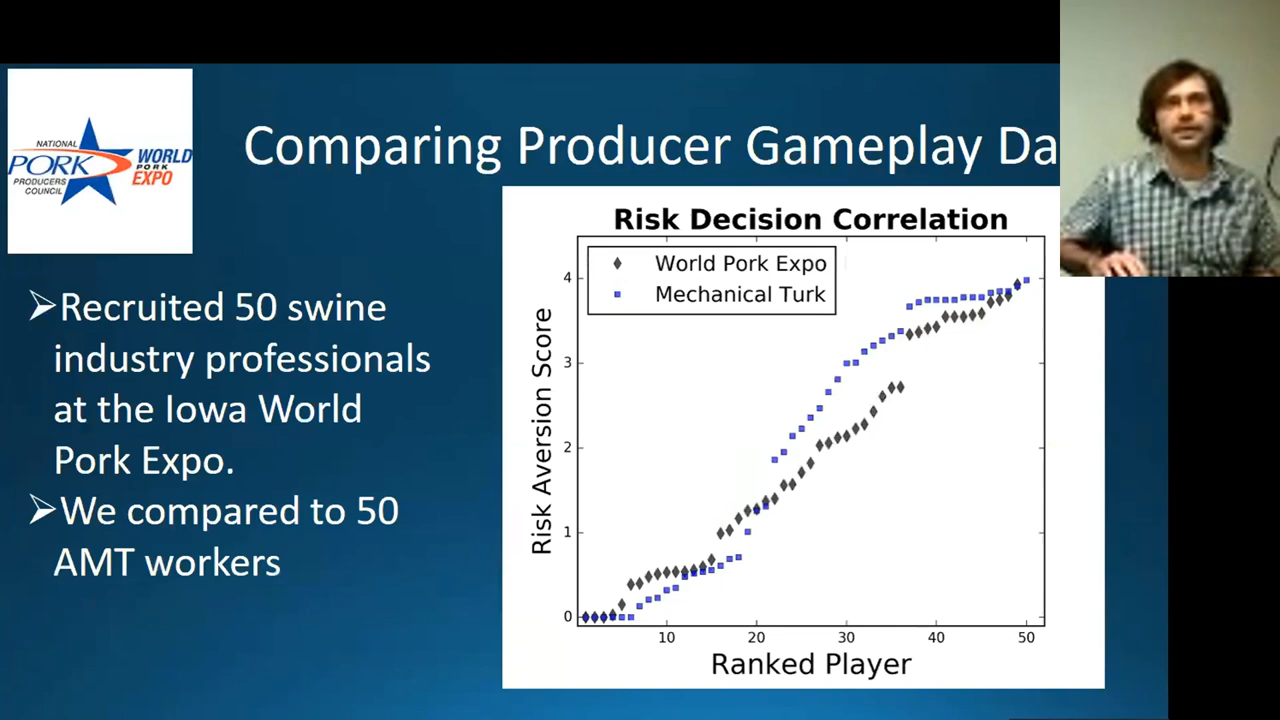 NATIONAL
PORK
PRODUCERS
COUNCIL
WORLD
PORK
EXPO
Comparing Producer Gameplay Da
➢Recruited 50 swine
industry professionals
at the Iowa World
Pork Expo.
➢We compared to 50
AMT workers
Risk Decision Correlation
World Pork Expo
Mechanical Turk
Risk Aversion Score
4
3
2
1
0
10 20 30 40 50
Ranked Player